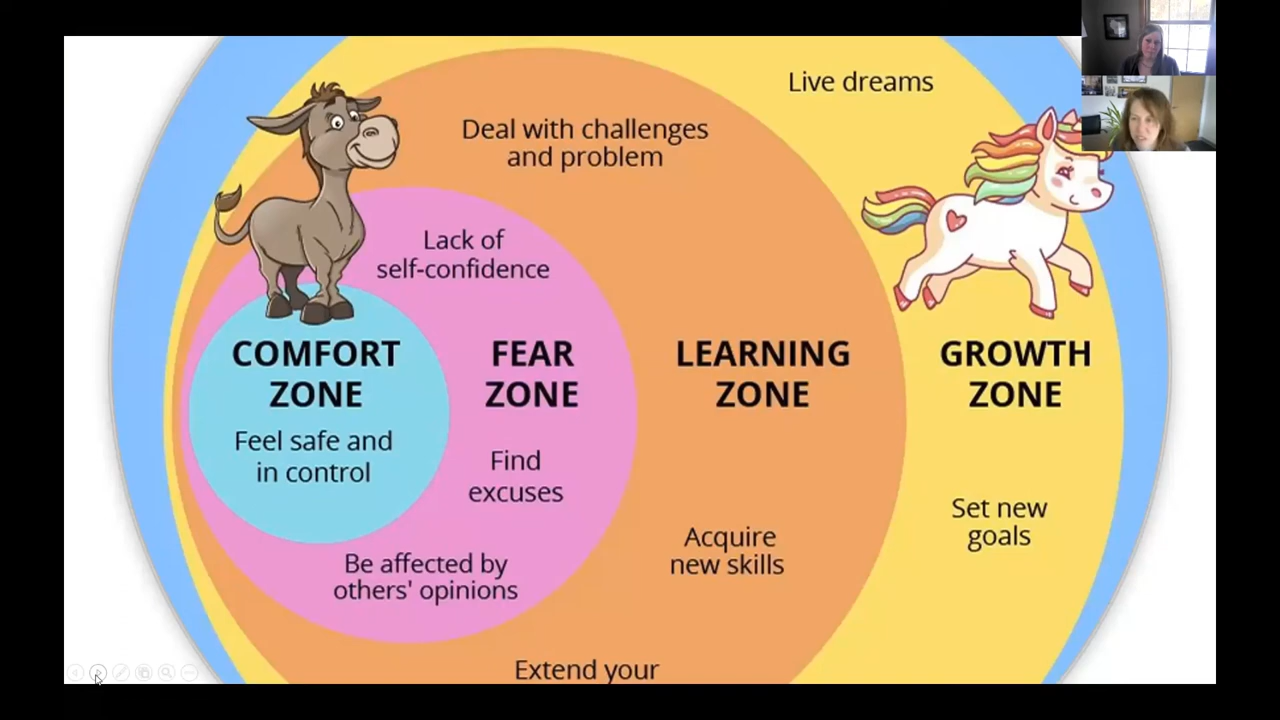 Live dreams
Deal with challenges
and problem
Lack of
self-confidence
COMFORT
ZONE
Feel safe and
in control
FEAR
ZONE
Find
excuses
Be affected by
others' opinions
LEARNING
ZONE
Acquire
new skills
Extend your
GROWTH
ZONE
Set new
goals